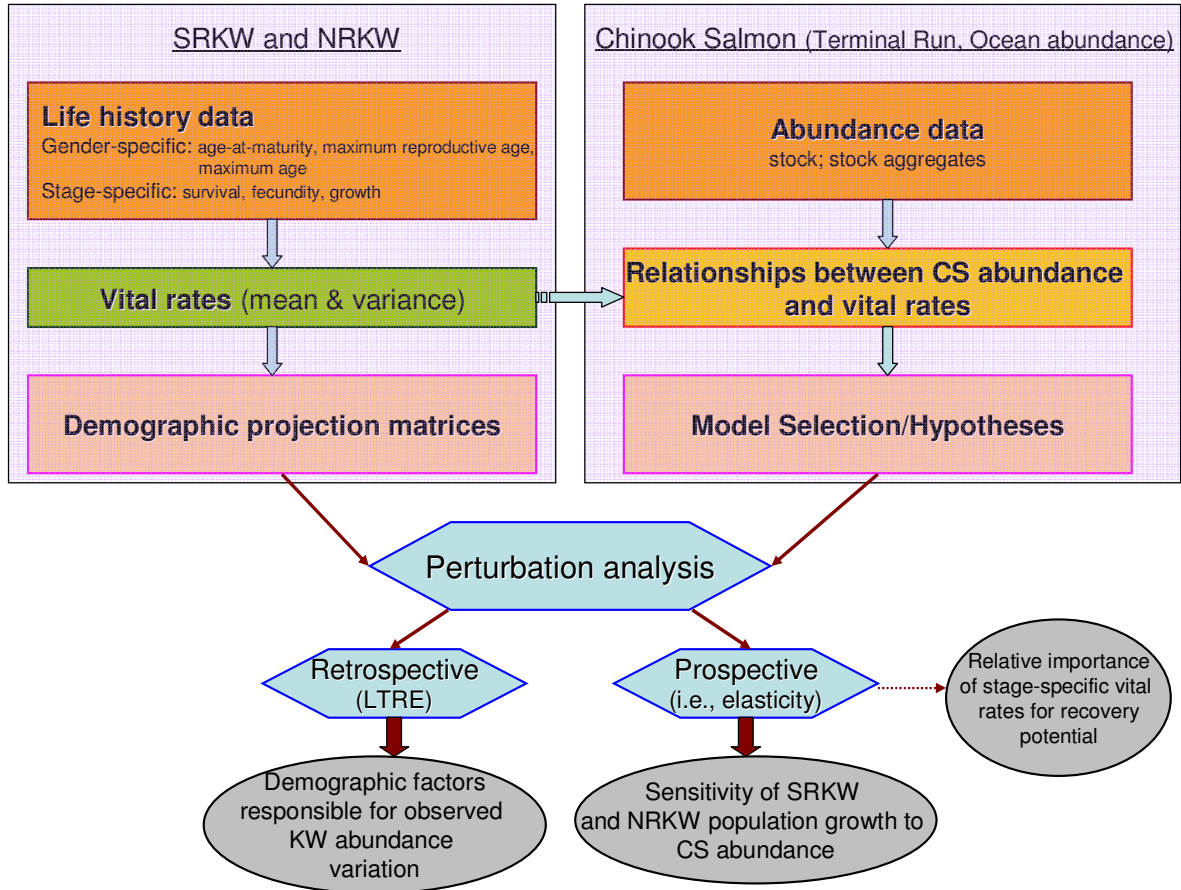 SRKW and NRKW
Life history data
Gender-specific: age-at-maturity, maximum reproductive age,
maximum age
Stage-specific: survival, fecundity, growth
Vital rates (mean & variance)
Demographic projection matrices
Chinook Salmon (Terminal Run, Ocean abundance)
Abundance data
stock; stock aggregates
Relationships between CS abundance
and vital rates
Model Selection/Hypotheses
Perturbation analysis
Retrospective
(LTRE)
Prospective
(i.e., elasticity)
Relative importance
of stage-specific vital
rates for recovery
potential
Demographic factors
responsible for observed
KW abundance
variation
Sensitivity of SRKW
and NRKW population growth to
CS abundance